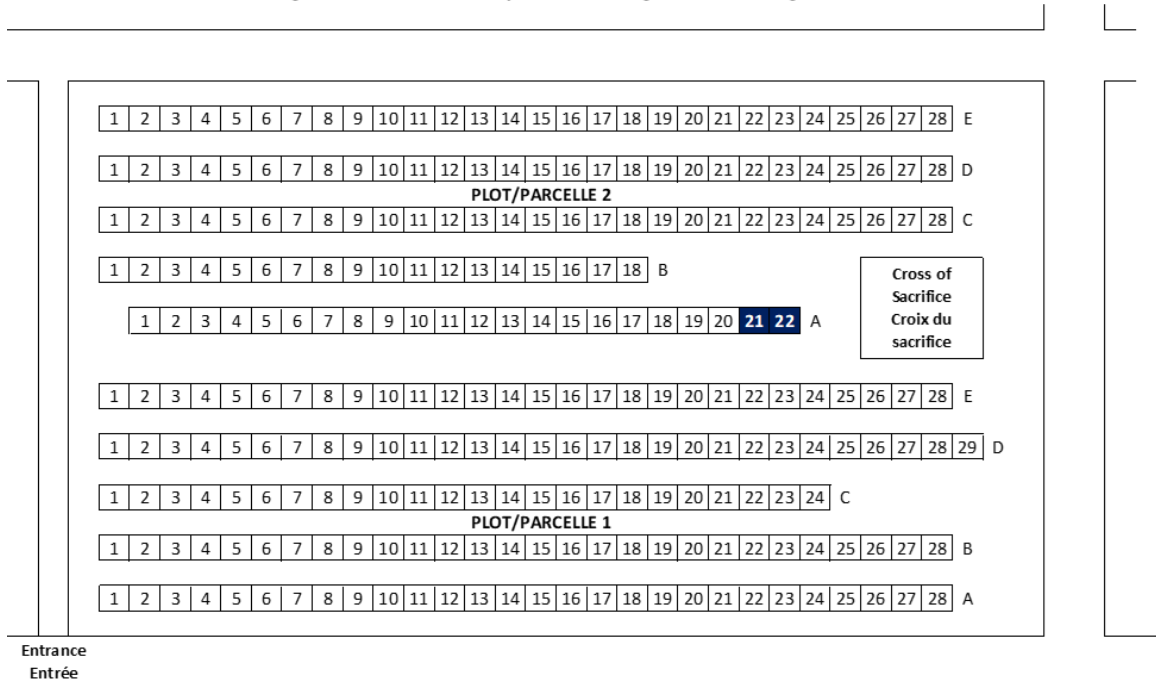 1 2 3 4 5 6 7 8 9 10 11 12 13 14 15 16 17 18 19 20 21 22 23 24 25 26 27 28 E
1 2 3 4 5 6 7 8 9 10 11 12 13 14 15 16 17 18 19 20 21 22 23 24 25 26 27 28 D
PLOT/PARCELLE 2
1 2 3 4 5 6 7 8 9 10 11 12 13 14 15 16 17 18 19 20 21 22 23 24 25 26 27 28 C
1 2 3 4 5 6 7 8 9 10 11 12 13 14 15 16 17 18 B
Cross of
Sacrifice
Croix du
sacrifice
1 2 3 4 5 6 7 8 9 10 11 12 13 14 15 16 17 18 19 20 21 22 A
1 2 3 4 5 6 7 8 9 10 11 12 13 14 15 16 17 18 19 20 21 22 23 24 25 26 27 28 E
1 2 3 4 5 6 7 8 9 10 11 12 13 14 15 16 17 18 19 20 21 22 23 24 25 26 27 28 29 D
1 2 3 4 5 6 7 8 9 10 11 12 13 14 15 16 17 18 19 20 21 22 23 24 C
PLOT/PARCELLE 1
1 2 3 4 5 6 7 8 9 10 11 12 13 14 15 16 17 18 19 20 21 22 23 24 25 26 27 28 B
1 2 3 4 5 6 7 8 9 10 11 12 13 14 15 16 17 18 19 20 21 22 23 24 25 26 27 28 A
Entrance
Entrée